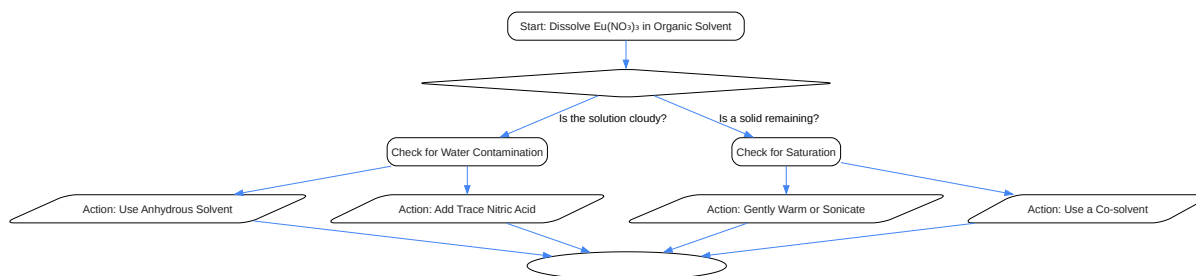 Start: Dissolve Eu(NO₃)₃ in Organic Solvent
Is the solution cloudy?
Is a solid remaining?
Check for Water Contamination
Check for Saturation
Action: Use Anhydrous Solvent
Action: Add Trace Nitric Acid
Action: Gently Warm or Sonicate
Action: Use a Co-solvent